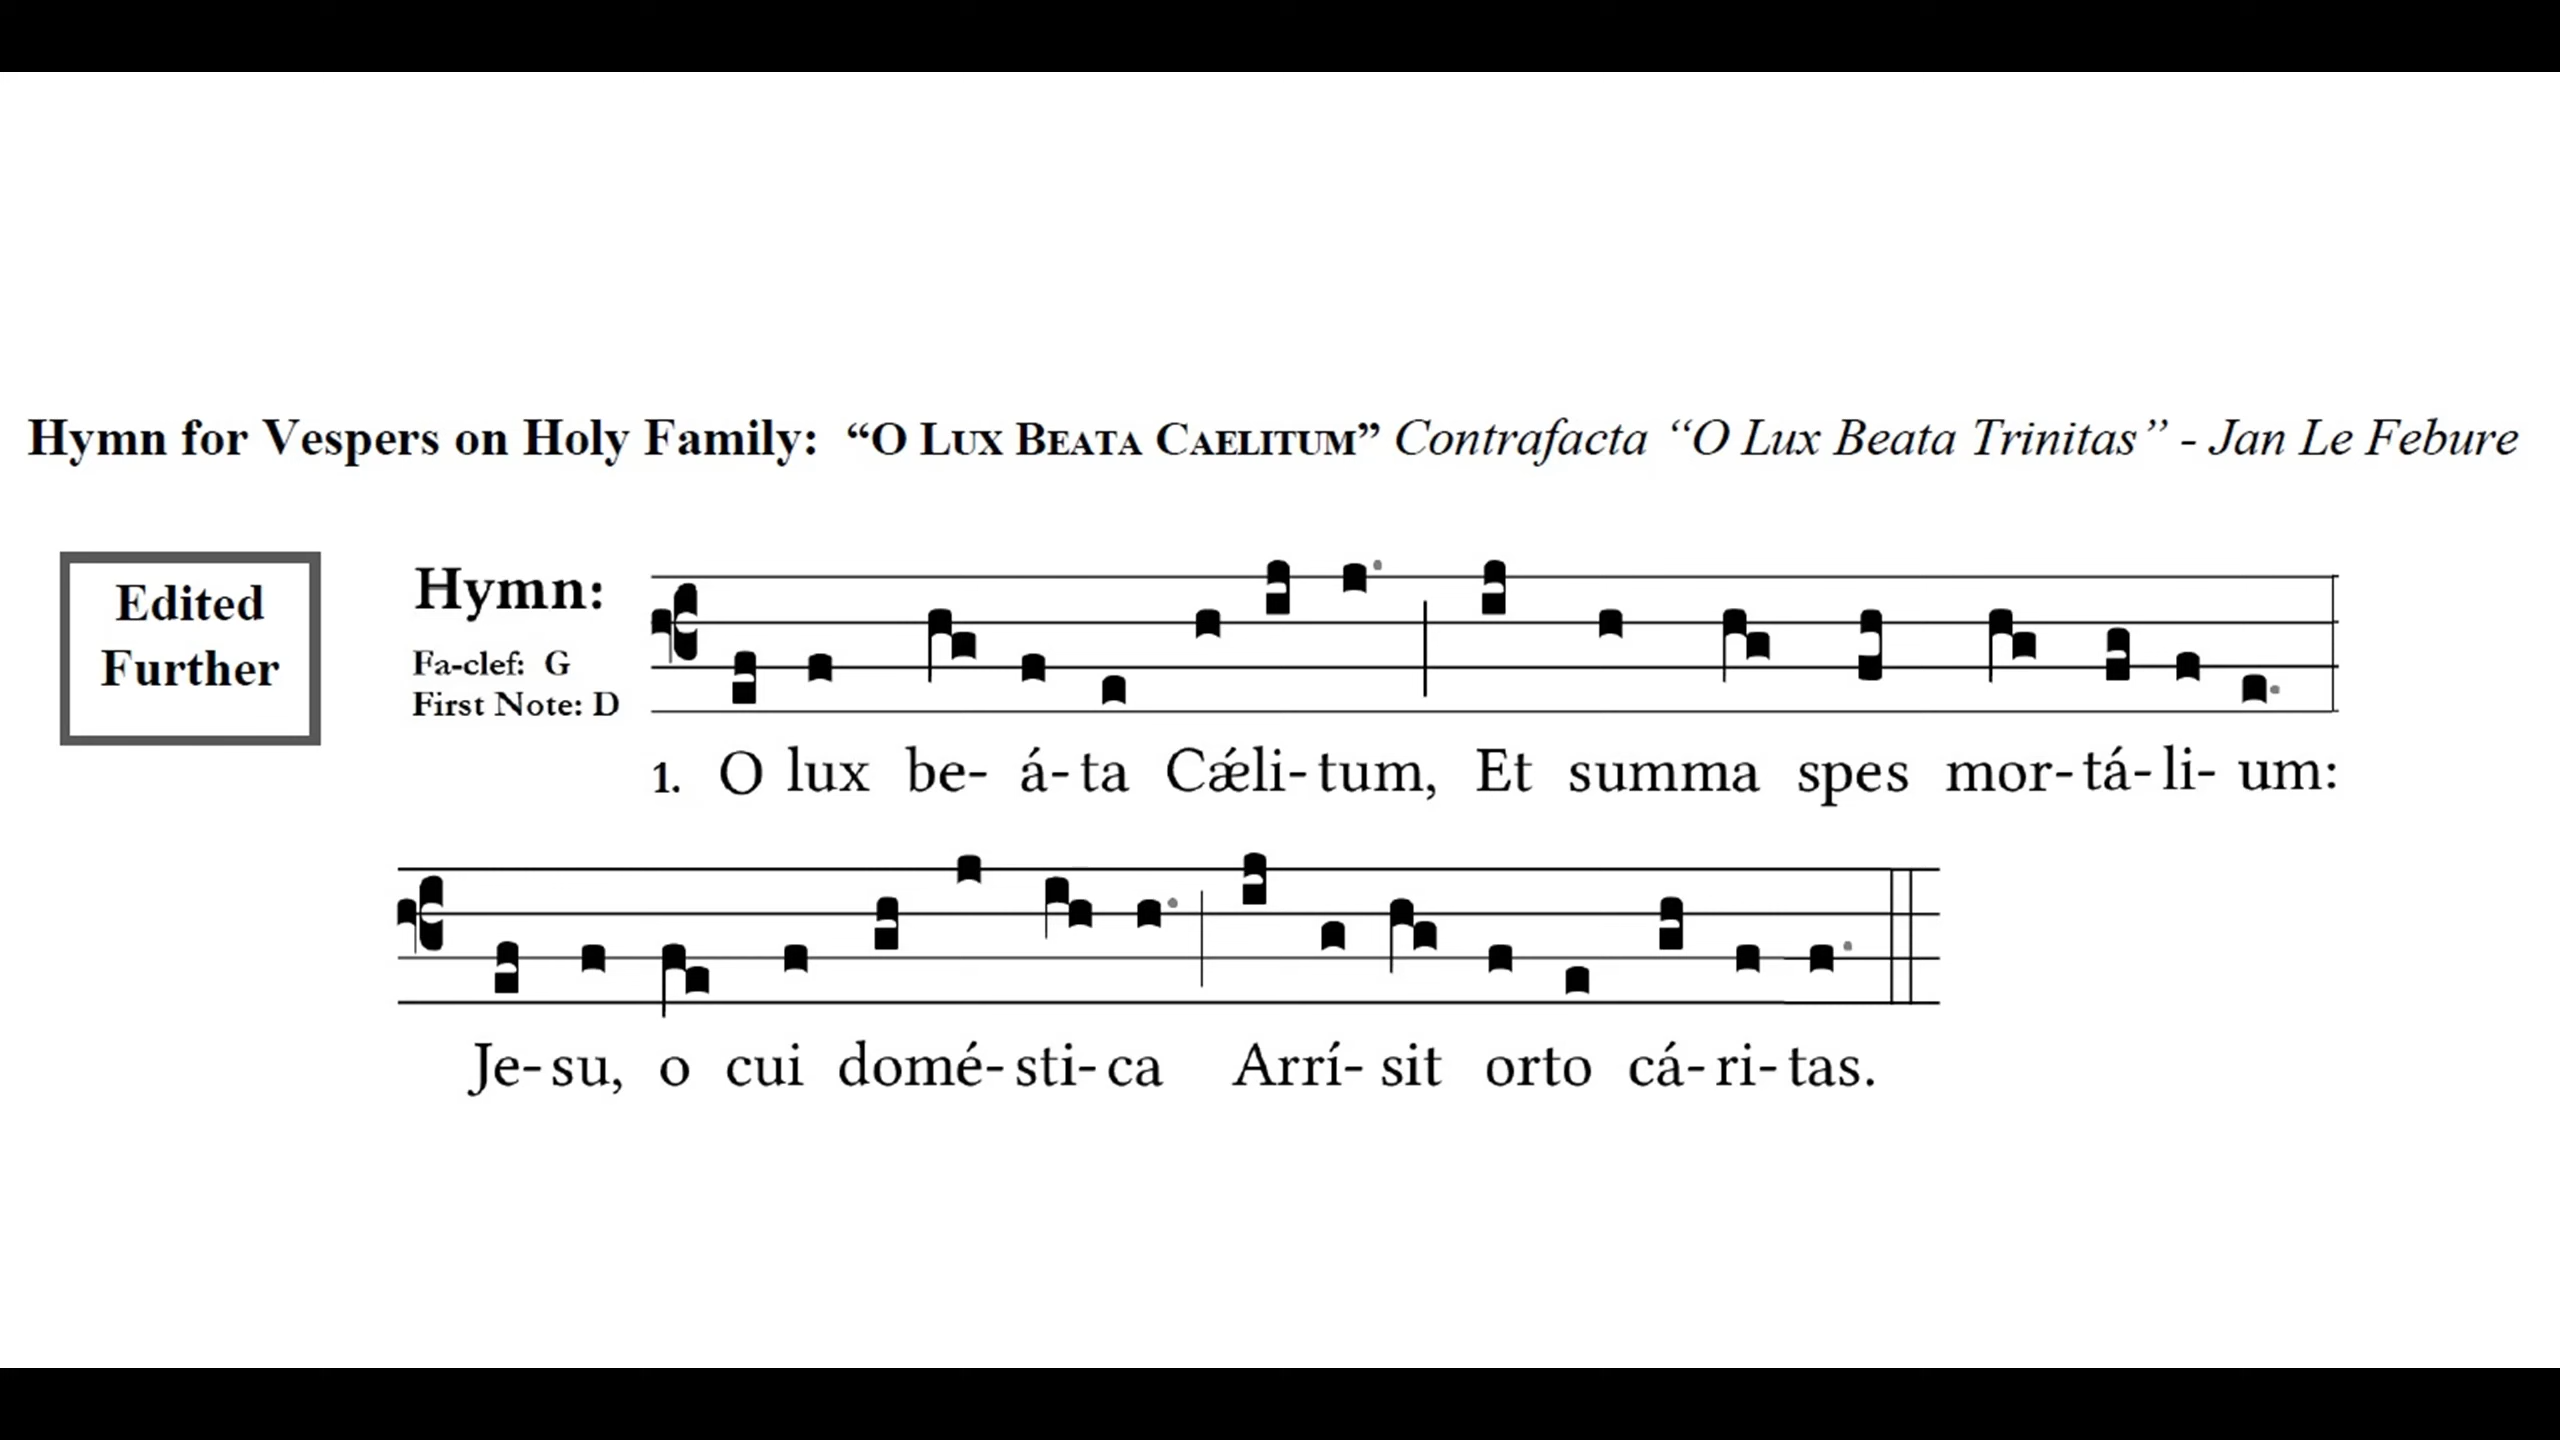 Hymn for Vespers on Holy Family: “O Lux Beata Caelitum” Contrafacta “O Lux Beata Trinitas” - Jan Le Febure
Edited
Further
Hymn:
Fa-clef: G
First Note: D
1. O lux be- á- ta Cǽli- tum, Et summa spes mor- tá- li- um:
Je- su, o cui domé- sti- ca Arrí- sit orto cá- ri- tas.